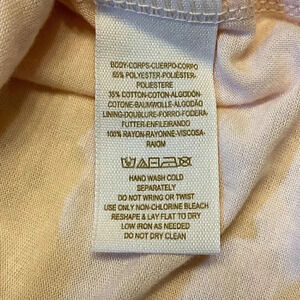 BODY-CORPS-CUERPO-CORPO
65% POLYESTER-POLIÉSTER-
POLIESTERE
35% COTTON-COTON-ALGODÓN-
COTONE-BAUMWOLLE-ALGODÃO
LINING-DOUBLURE-FORRO-FODERA-
FUTTER-ENFILEIRANDO-
100% RAYON-RAYONNE-VISCOSA-
RAIOM
HAND WASH COLD
SEPARATELY
DO NOT WRING OR TWIST
USE ONLY NON-CHLORINE BLEACH
RESHAPE & LAY FLAT TO DRY
LOW IRON AS NEEDED
DO NOT DRY CLEAN